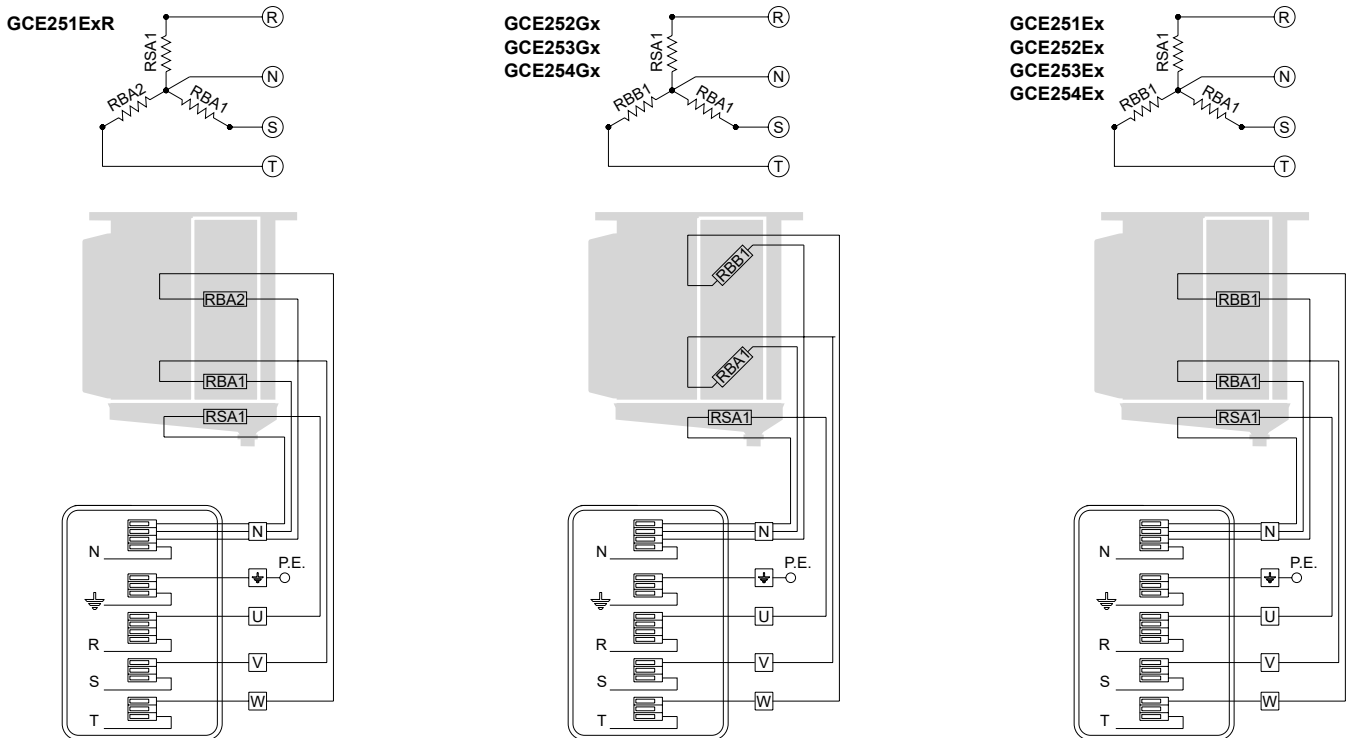 GCE251ExR
R
RSA1
N
RBA2
RBA1
S
T
RBA2
RBA1
RSA1
N
N
P.E.
U
R
V
S
W
T
GCE252Gx
GCE253Gx
GCE254Gx
R
RSA1
N
RBB1
RBA1
S
T
RBB1
RBA1
RSA1
N
N
P.E.
U
R
V
S
W
T
GCE251Ex
GCE252Ex
GCE253Ex
GCE254Ex
R
RSA1
N
RBB1
RBA1
S
T
RBB1
RBA1
RSA1
N
N
P.E.
U
R
V
S
W
T